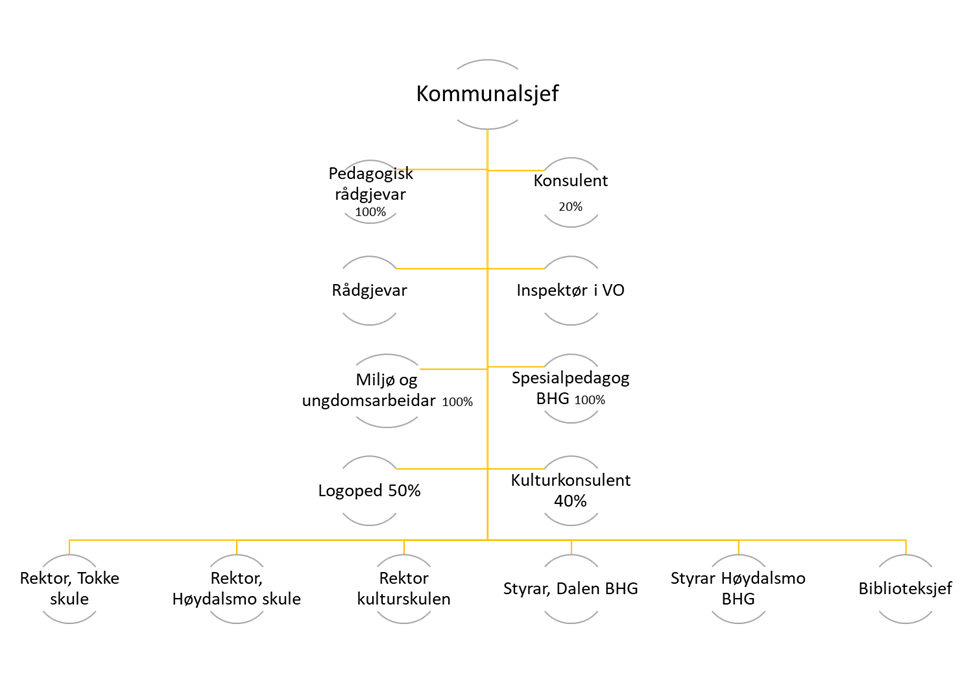 Kommunalsjef
Pedagogisk
rådgjevar
100%
Konsulent
20%
Rådgjevar
Inspektør i VO
Miljø og
ungdomsarbeidar 100%
Spesialpedagog
BHG 100%
Logoped 50%
Kulturkonsulent
40%
Rektor, Tokke
skule
Rektor,
Høydalsmo skule
Rektor
kulturskulen
Styrar, Dalen BHG
Styrar Høydalsmo
BHG
Biblioteksjef